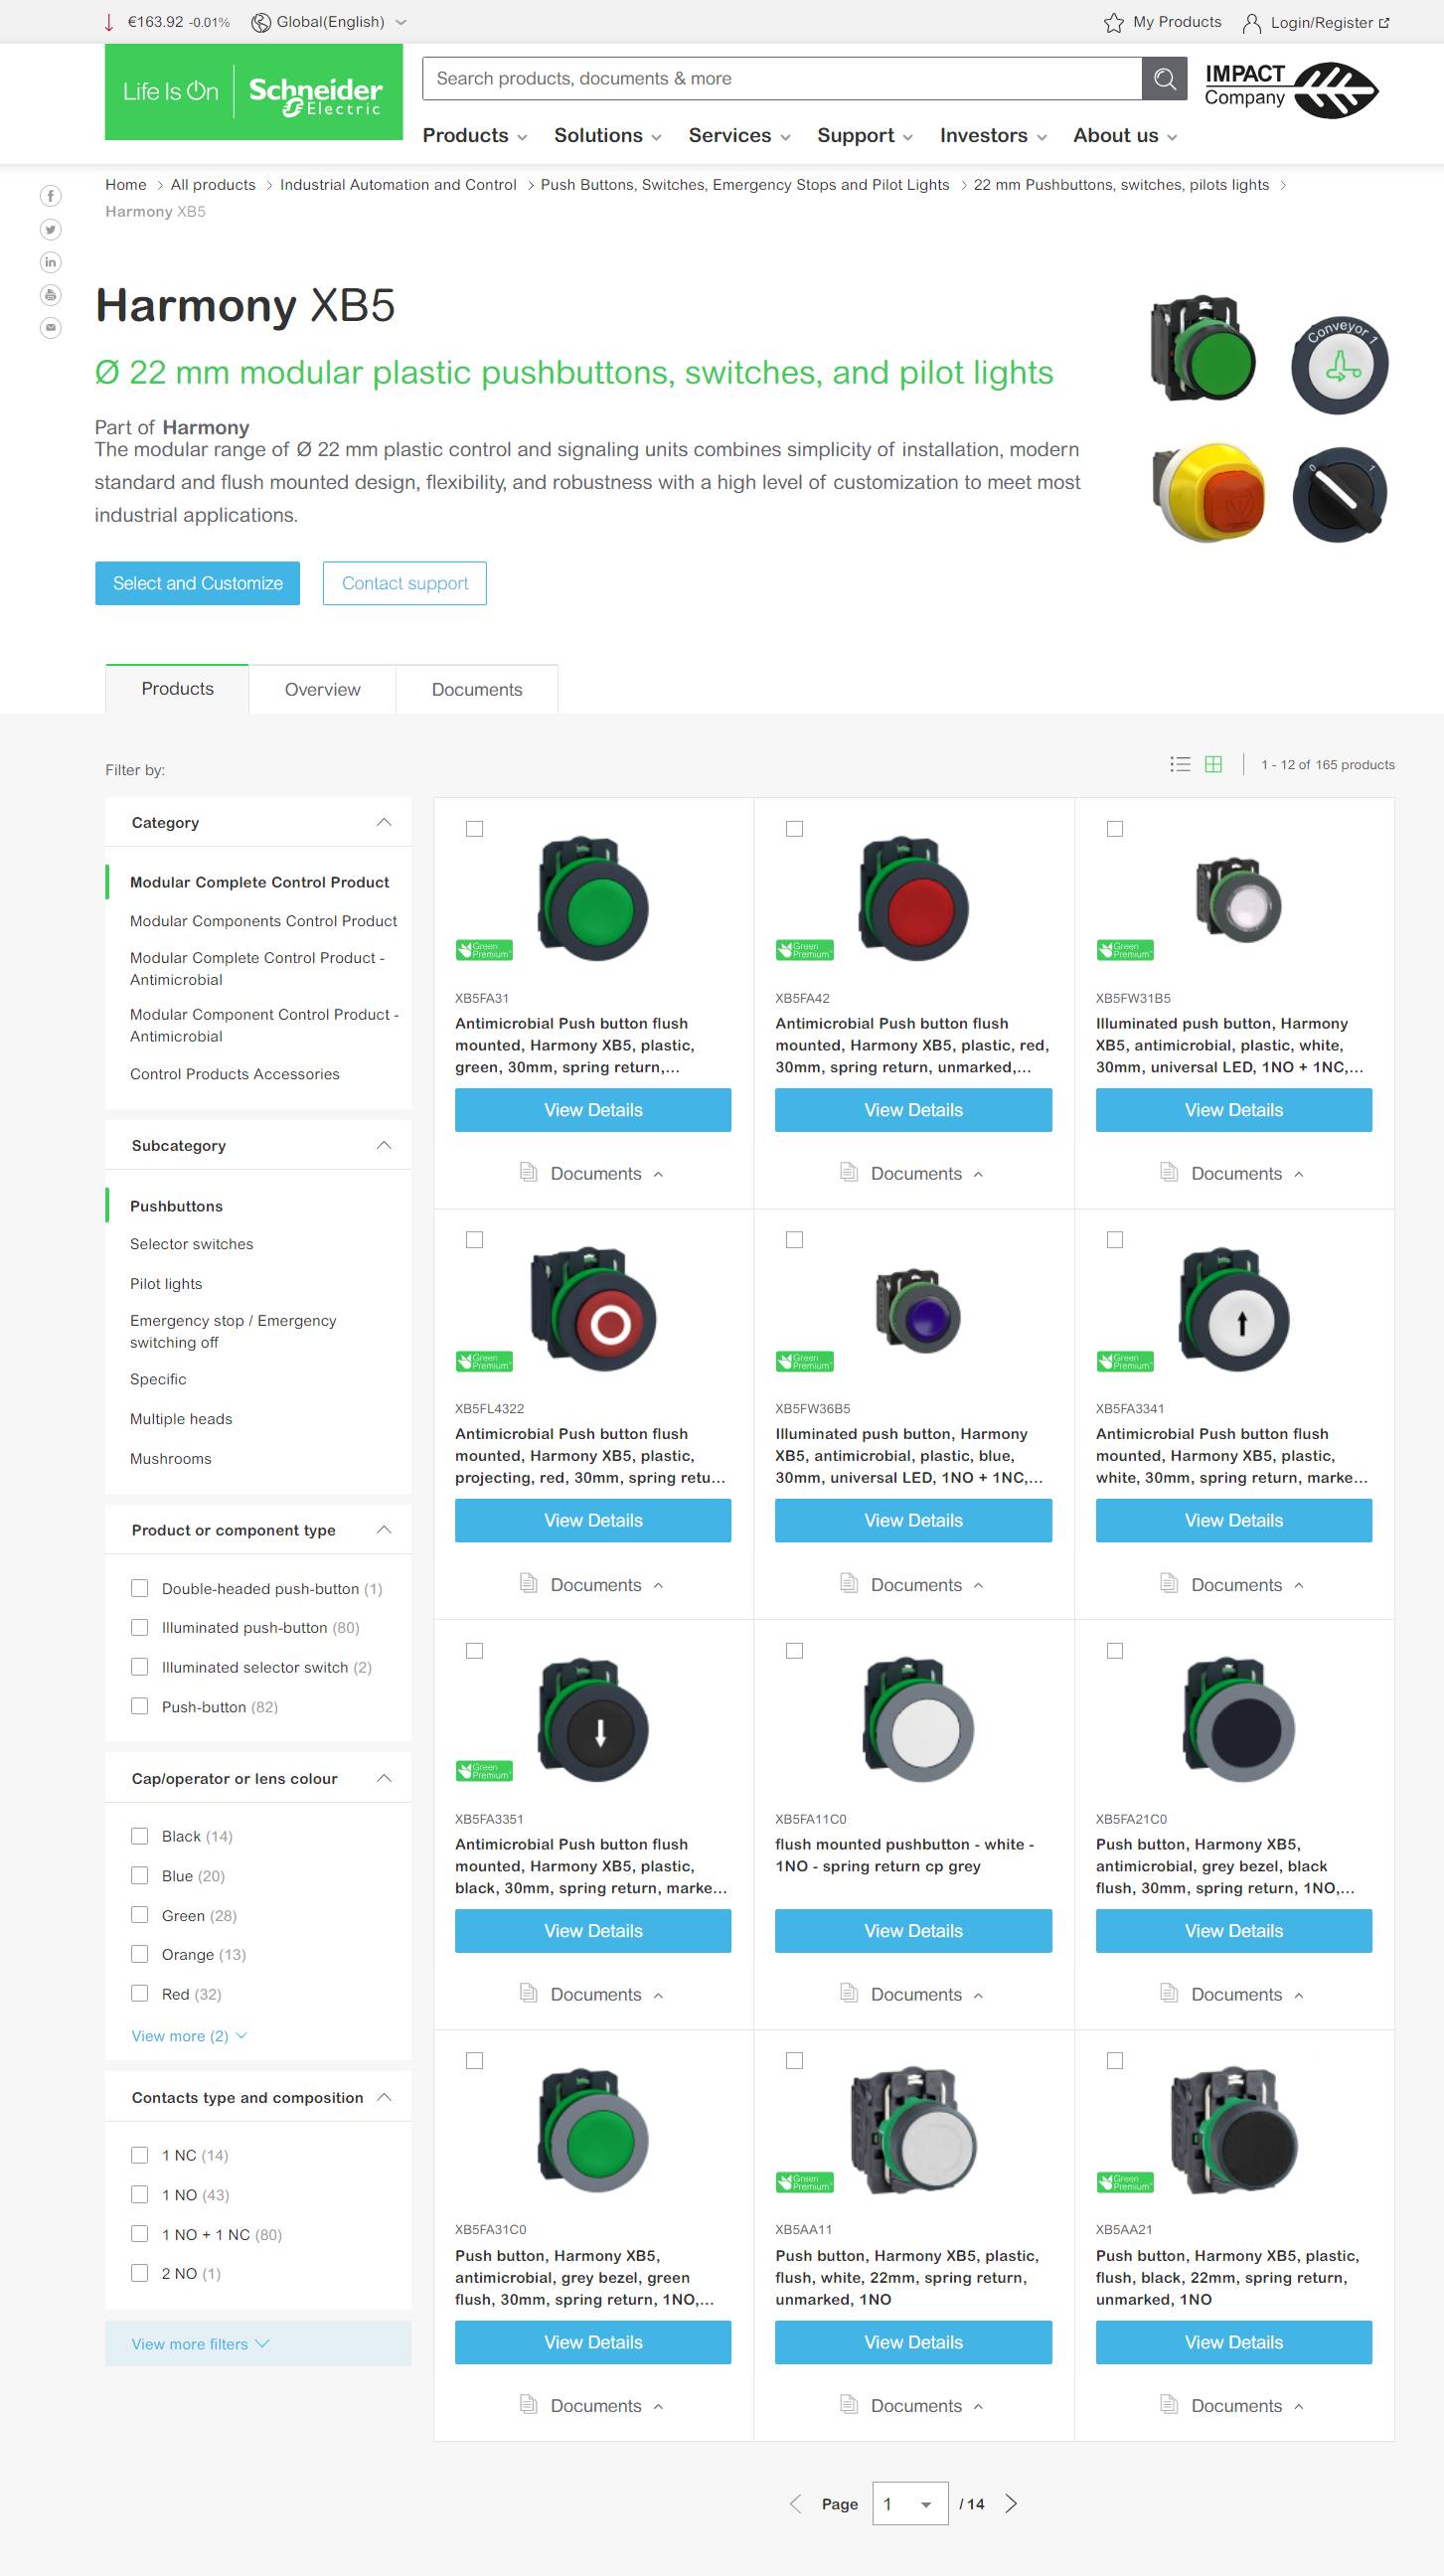 €163.92 -0.01%
Global(English)
My Products
Login/Register
Life Is On
Schneider
Electric
Search products, documents & more
IMPACT
Company
Products
Solutions
Services
Support
Investors
About us
Home > All products > Industrial Automation and Control > Push Buttons, Switches, Emergency Stops and Pilot Lights > 22 mm Pushbuttons, switches, pilots lights >
Harmony XB5
Harmony XB5
Ø 22 mm modular plastic pushbuttons, switches, and pilot lights
Part of Harmony
The modular range of Ø 22 mm plastic control and signaling units combines simplicity of installation, modern
standard and flush mounted design, flexibility, and robustness with a high level of customization to meet most
industrial applications.
Conveyor 1
0 1
Select and Customize
Contact support
Products
Overview
Documents
Filter by:
1 - 12 of 165 products
Category
Modular Complete Control Product
Modular Components Control Product
Modular Complete Control Product -
Antimicrobial
Modular Component Control Product -
Antimicrobial
Control Products Accessories
Subcategory
Pushbuttons
Selector switches
Pilot lights
Emergency stop / Emergency
switching off
Specific
Multiple heads
Mushrooms
Product or component type
Double-headed push-button (1)
Illuminated push-button (80)
Illuminated selector switch (2)
Push-button (82)
Cap/operator or lens colour
Black (14)
Blue (20)
Green (28)
Orange (13)
Red (32)
View more (2)
Contacts type and composition
1 NC (14)
1 NO (43)
1 NO + 1 NC (80)
2 NO (1)
View more filters
Green
Premium™
XB5FA31
Antimicrobial Push button flush
mounted, Harmony XB5, plastic,
green, 30mm, spring return,...
View Details
Documents
Green
Premium™
XB5FA42
Antimicrobial Push button flush
mounted, Harmony XB5, plastic, red,
30mm, spring return, unmarked,...
View Details
Documents
Green
Premium™
XB5FW31B5
Illuminated push button, Harmony
XB5, antimicrobial, plastic, white,
30mm, universal LED, 1NO + 1NC,...
View Details
Documents
Green
Premium™
XB5FL4322
Antimicrobial Push button flush
mounted, Harmony XB5, plastic,
projecting, red, 30mm, spring retu...
View Details
Documents
Green
Premium™
XB5FW36B5
Illuminated push button, Harmony
XB5, antimicrobial, plastic, blue,
30mm, universal LED, 1NO + 1NC,...
View Details
Documents
Green
Premium™
XB5FA3341
Antimicrobial Push button flush
mounted, Harmony XB5, plastic,
white, 30mm, spring return, marke...
View Details
Documents
Green
Premium™
XB5FA3351
Antimicrobial Push button flush
mounted, Harmony XB5, plastic,
black, 30mm, spring return, marke...
View Details
Documents
XB5FA11C0
flush mounted pushbutton - white -
1NO - spring return cp grey
View Details
Documents
XB5FA21C0
Push button, Harmony XB5,
antimicrobial, grey bezel, black
flush, 30mm, spring return, 1NO,...
View Details
Documents
XB5FA31C0
Push button, Harmony XB5,
antimicrobial, grey bezel, green
flush, 30mm, spring return, 1NO,...
View Details
Documents
Green
Premium™
XB5AA11
Push button, Harmony XB5, plastic,
flush, white, 22mm, spring return,
unmarked, 1NO
View Details
Documents
Green
Premium™
XB5AA21
Push button, Harmony XB5, plastic,
flush, black, 22mm, spring return,
unmarked, 1NO
View Details
Documents
Page 1 / 14